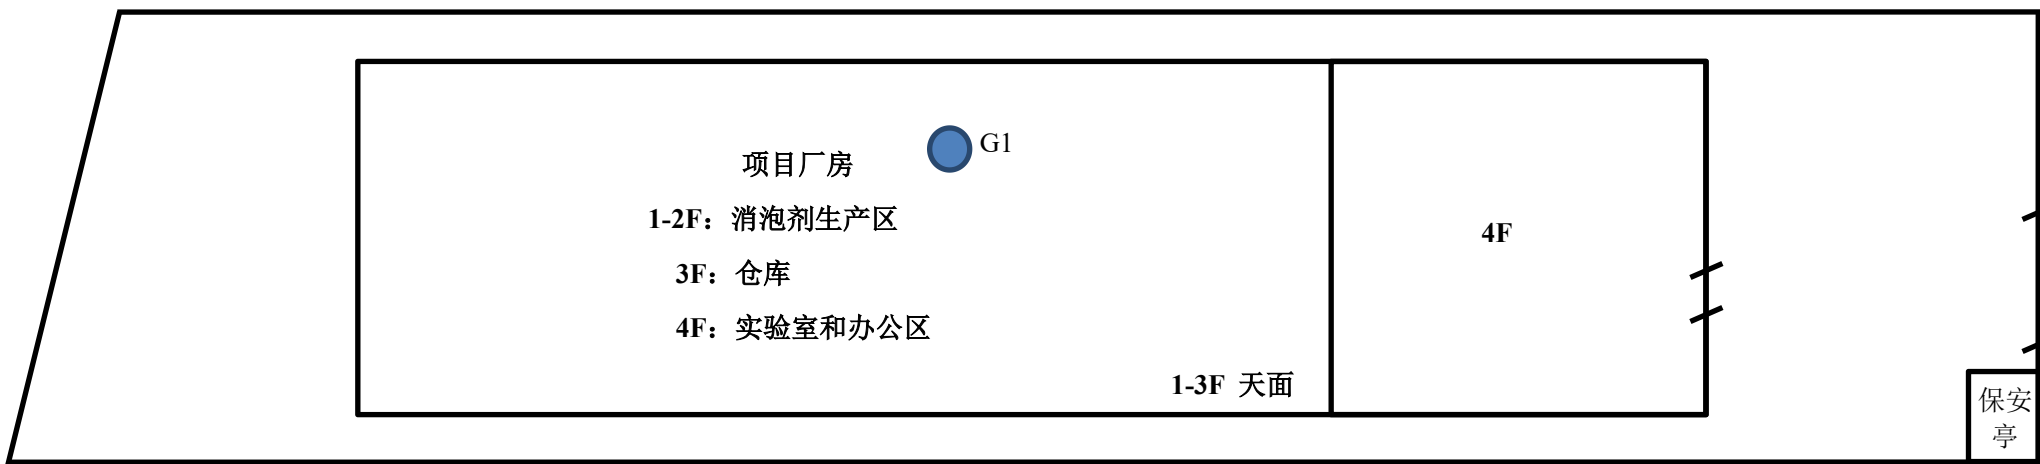 G1
项目厂房
1-2F：消泡剂生产区
3F：仓库
4F：实验室和办公区
1-3F 天面
4F
保安
亭